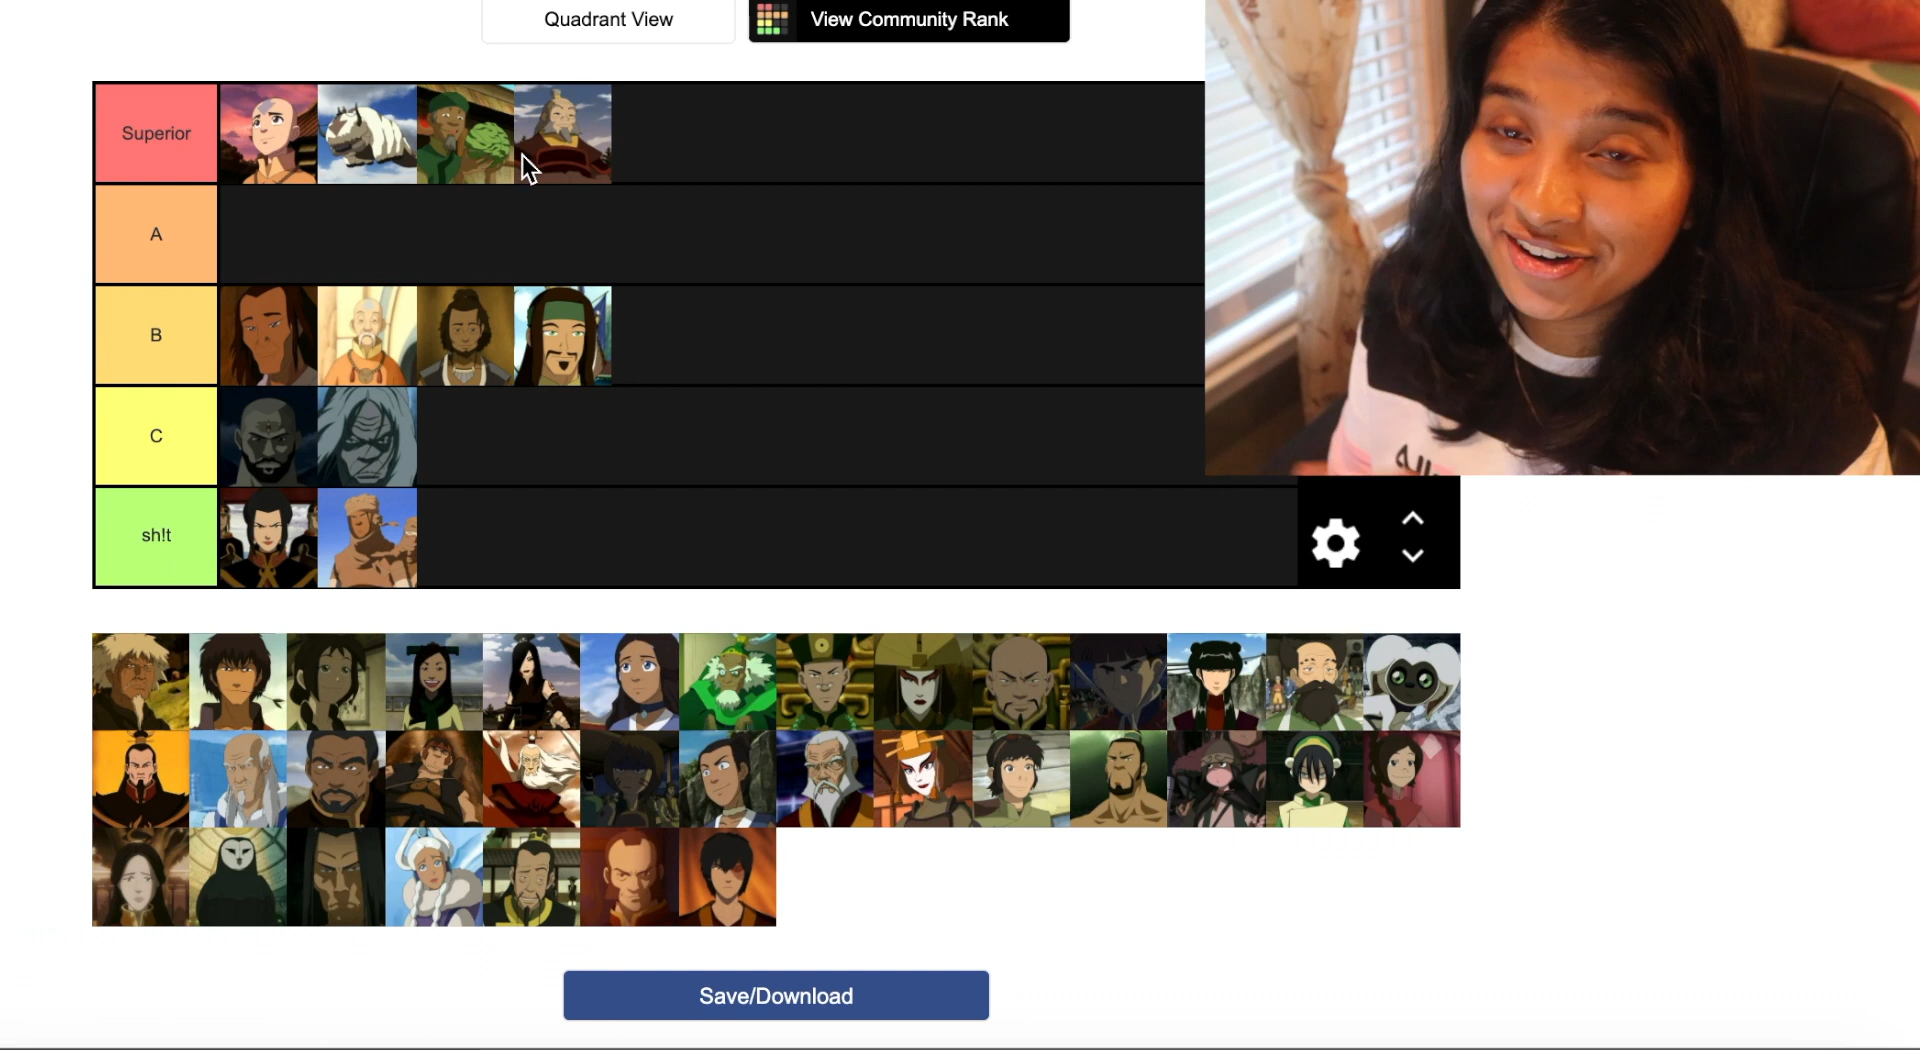 Quadrant View
View Community Rank
Superior
A
B
C
sh!t
Save/Download